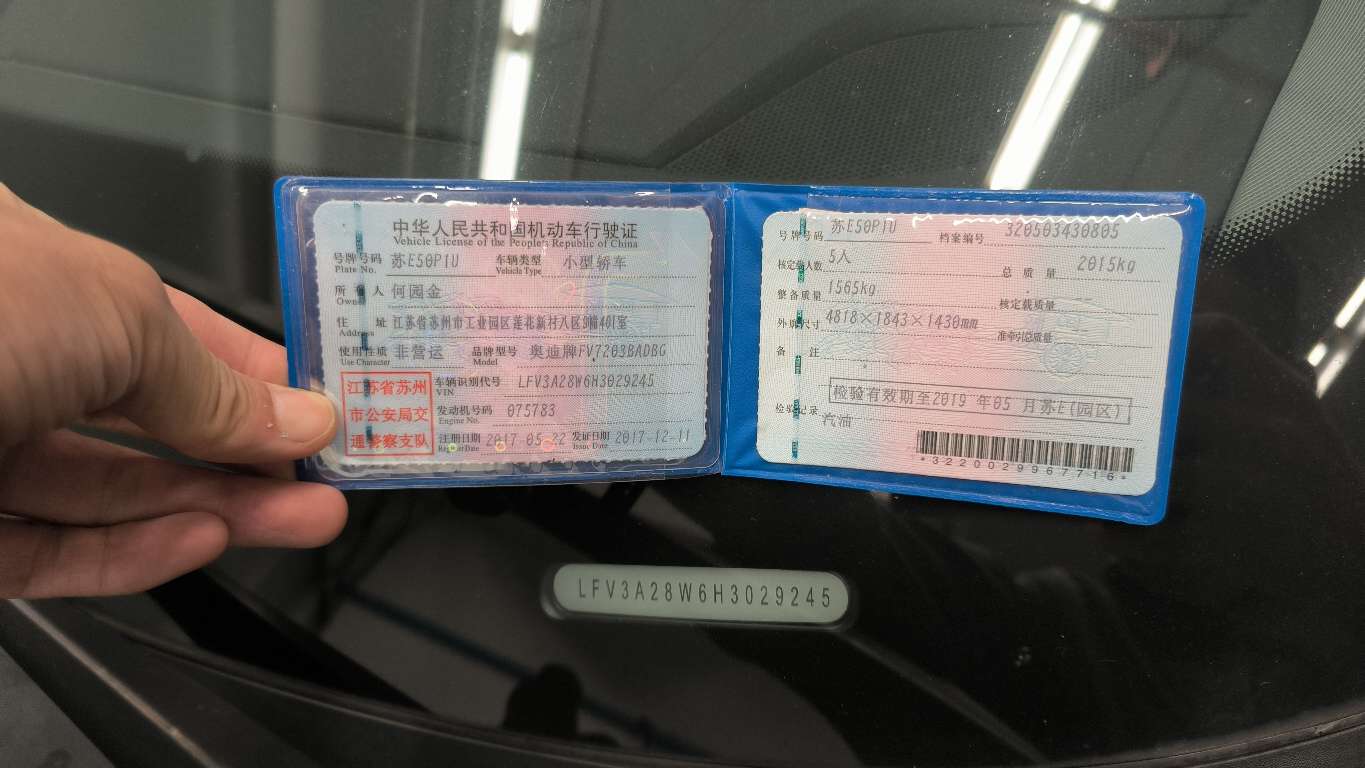 中华人民共和国机动车行驶证
Vehicle License of the People's Republic of China
号牌号码 苏E50P1U 车辆类型 小型轿车
Plate No. Vehicle Type
所有人 何园金
Owner
住址 江苏省苏州市工业园区莲花新村八区9幢401室
Address
使用性质 非营运 品牌型号 奥迪牌FV7203BADBG
Use Character Model
江苏省苏州
市公安局交
通警察支队
车辆识别代号 LFV3A28W6H3029245
VIN
发动机号码 075783
Engine No.
注册日期 2017-05-22 发证日期 2017-12-11
Register Date Issue Date
号牌号码 苏E50P1U 档案编号 320503430805
核定载人数 5人 总质量 2015kg
整备质量 1565kg 核定载质量
外廓尺寸 4818×1843×1430mm 准牵引总质量
备注
检验有效期至2019年05月苏E(园区)
检验记录
汽油
*3220029967716*
LFV3A28W6H3029245